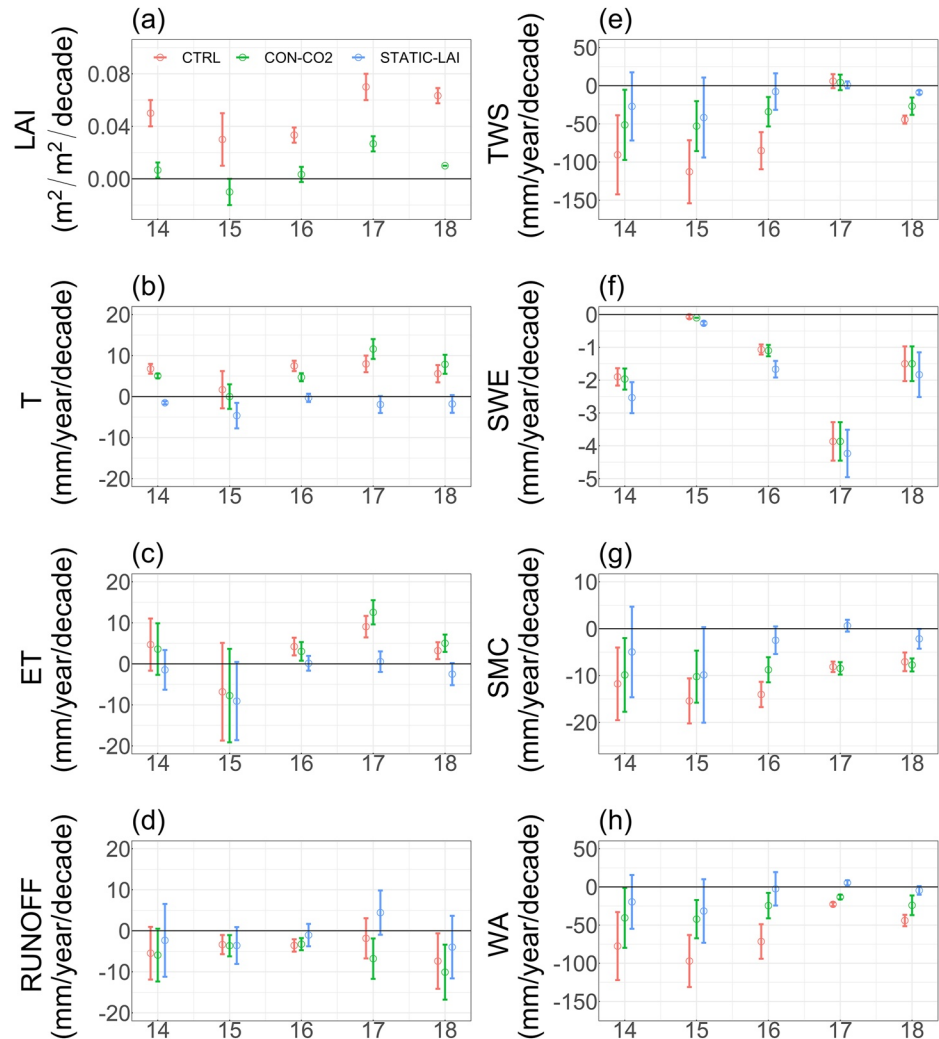 (a)
CTRL CON-CO2 STATIC-LAI
LAI
(m² / m² / decade)
0.08
0.04
0.00
14 15 16 17 18
(e)
TWS
(mm/year/decade)
50
0
-50
-100
-150
14 15 16 17 18
(b)
T
(mm/year/decade)
20
10
0
-10
-20
14 15 16 17 18
(f)
SWE
(mm/year/decade)
0
-1
-2
-3
-4
-5
14 15 16 17 18
(c)
ET
(mm/year/decade)
20
10
0
-10
-20
14 15 16 17 18
(g)
SMC
(mm/year/decade)
10
0
-10
-20
14 15 16 17 18
(d)
RUNOFF
(mm/year/decade)
20
10
0
-10
-20
14 15 16 17 18
(h)
WA
(mm/year/decade)
50
0
-50
-100
-150
14 15 16 17 18